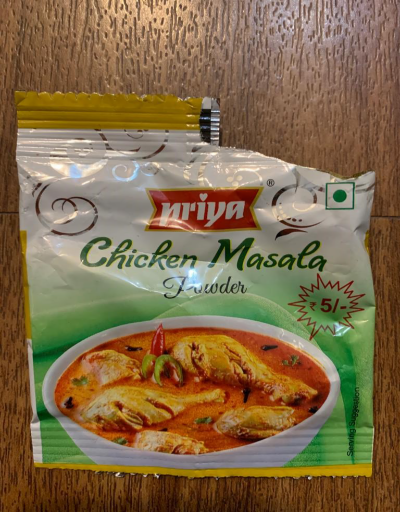 Priya
®
Chicken Masala
Powder
₹ 5/-
Serving Suggestion